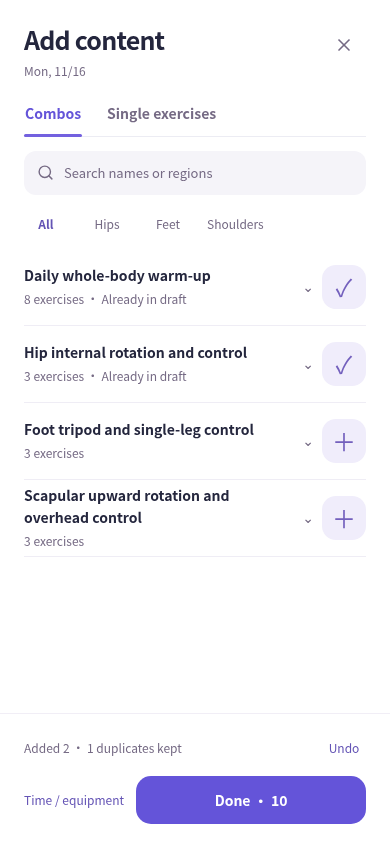 Add content
Mon, 11/16
Combos Single exercises
Search names or regions
All Hips Feet Shoulders
Daily whole-body warm-up
8 exercises • Already in draft
Hip internal rotation and control
3 exercises • Already in draft
Foot tripod and single-leg control
3 exercises
Scapular upward rotation and
overhead control
3 exercises
Added 2 • 1 duplicates kept Undo
Time / equipment Done • 10